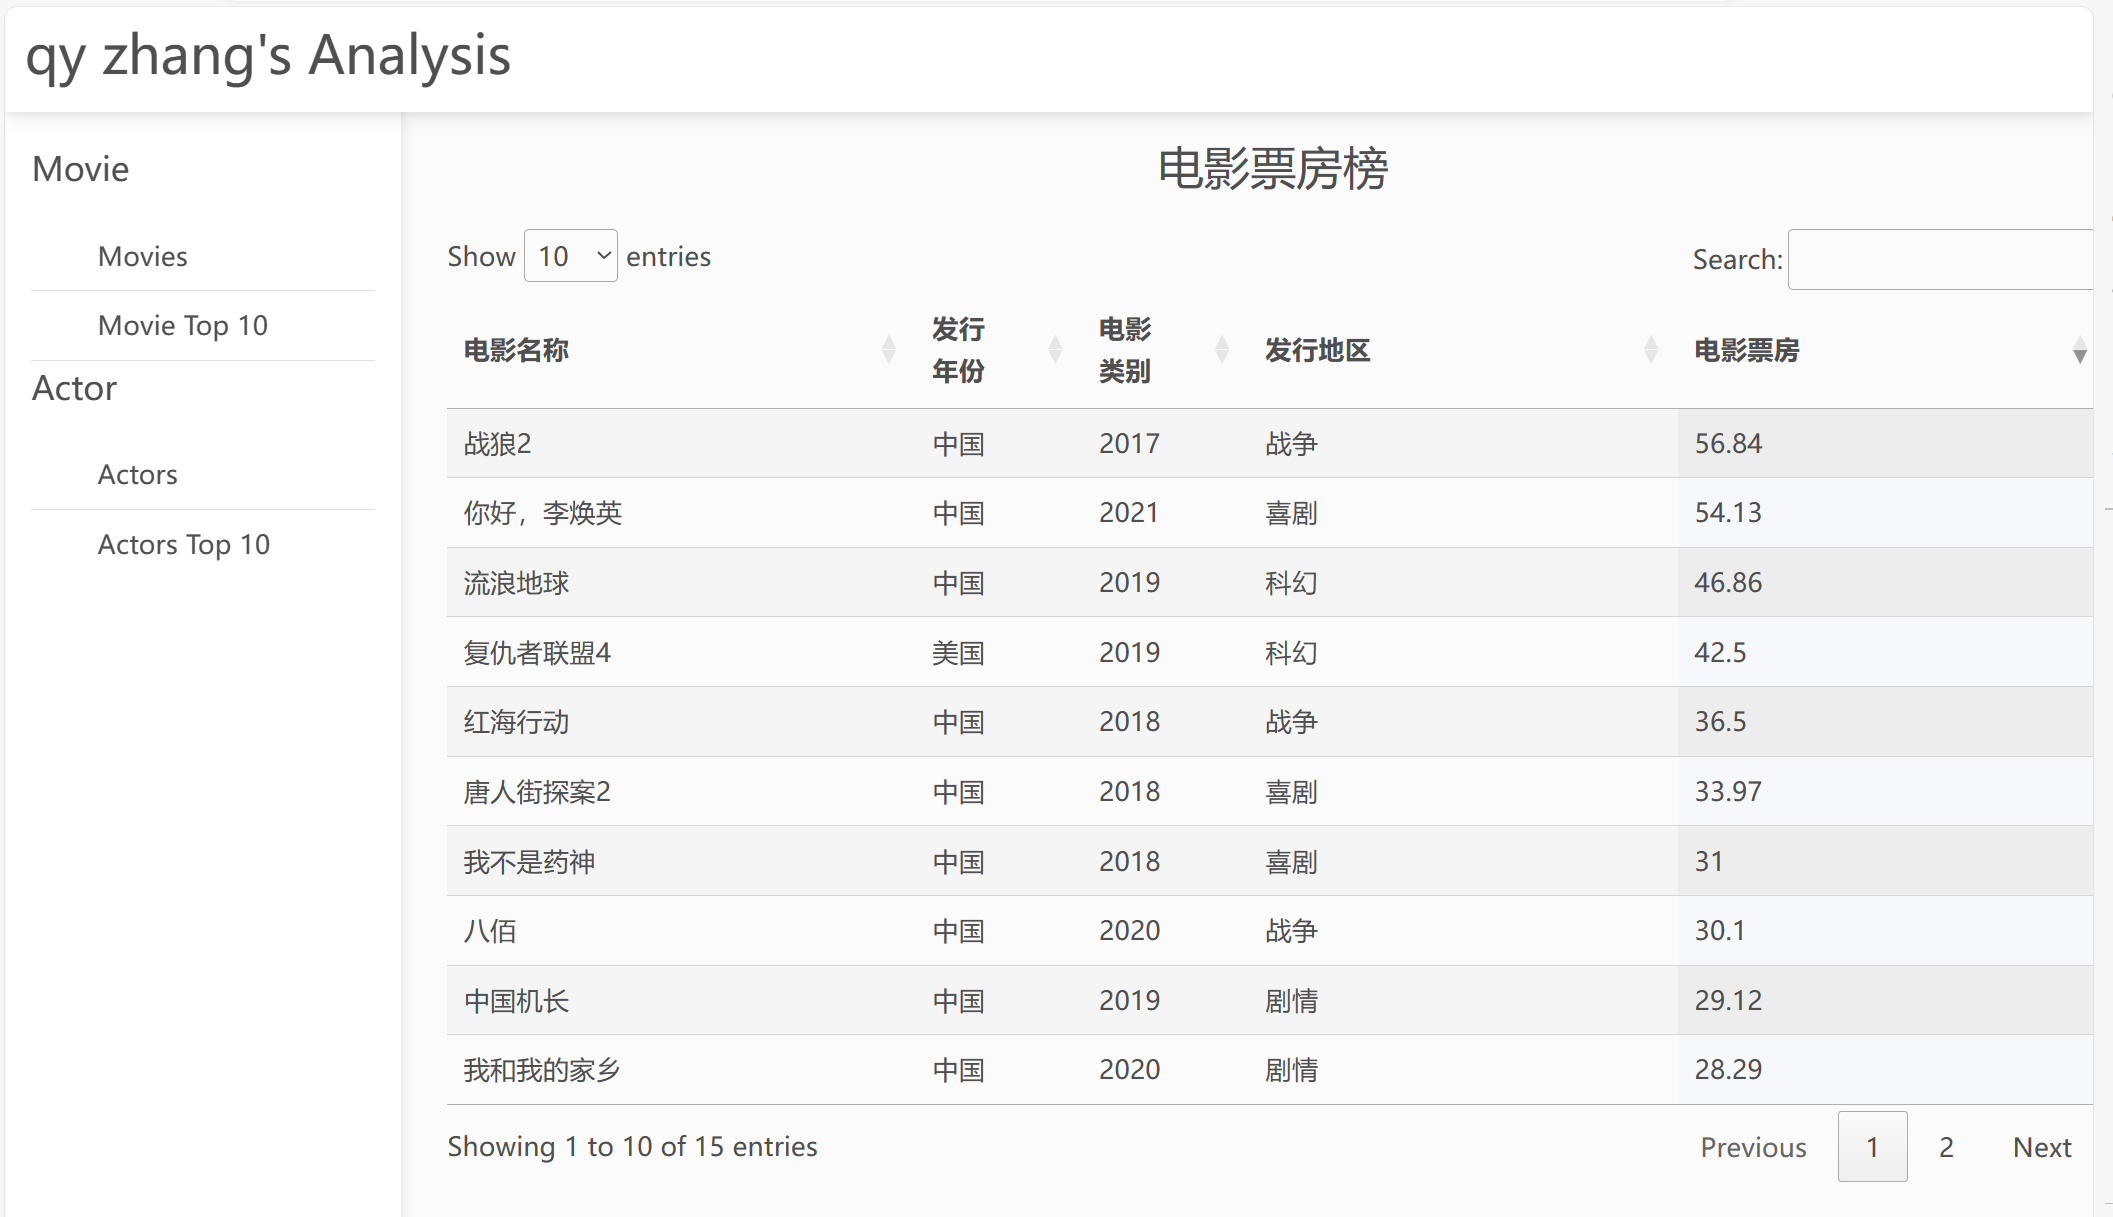 qy zhang's Analysis
Movie
Movies
Movie Top 10
Actor
Actors
Actors Top 10
电影票房榜
Show 10 entries
Search:
电影名称 发行年份 电影类别 发行地区 电影票房
战狼2 中国 2017 战争 56.84
你好，李焕英 中国 2021 喜剧 54.13
流浪地球 中国 2019 科幻 46.86
复仇者联盟4 美国 2019 科幻 42.5
红海行动 中国 2018 战争 36.5
唐人街探案2 中国 2018 喜剧 33.97
我不是药神 中国 2018 喜剧 31
八佰 中国 2020 战争 30.1
中国机长 中国 2019 剧情 29.12
我和我的家乡 中国 2020 剧情 28.29
Showing 1 to 10 of 15 entries
Previous 1 2 Next